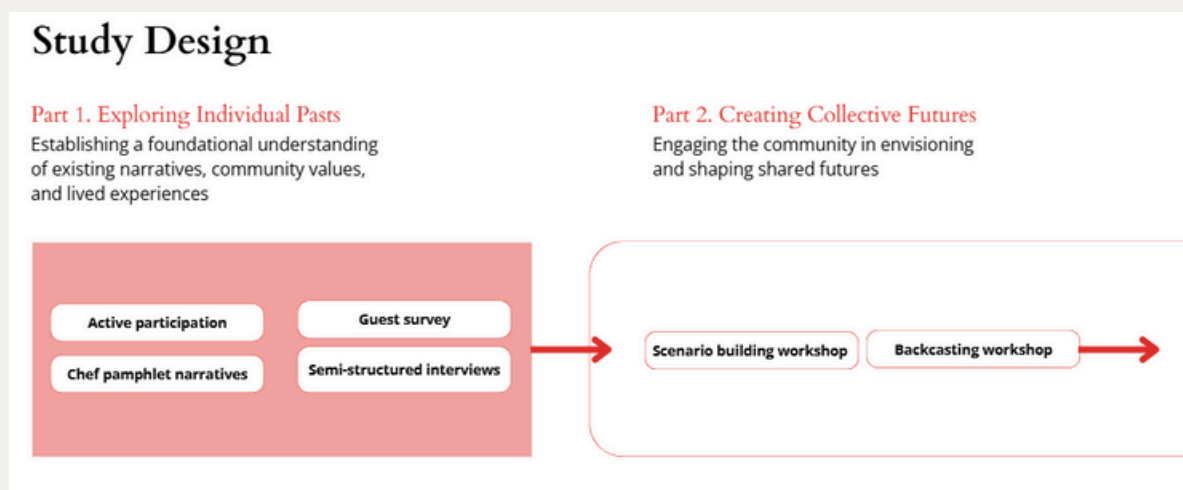 Study Design
Part 1. Exploring Individual Pasts
Establishing a foundational understanding
of existing narratives, community values,
and lived experiences
Part 2. Creating Collective Futures
Engaging the community in envisioning
and shaping shared futures
Active participation
Guest survey
Chef pamphlet narratives
Semi-structured interviews
Scenario building workshop
Backcasting workshop